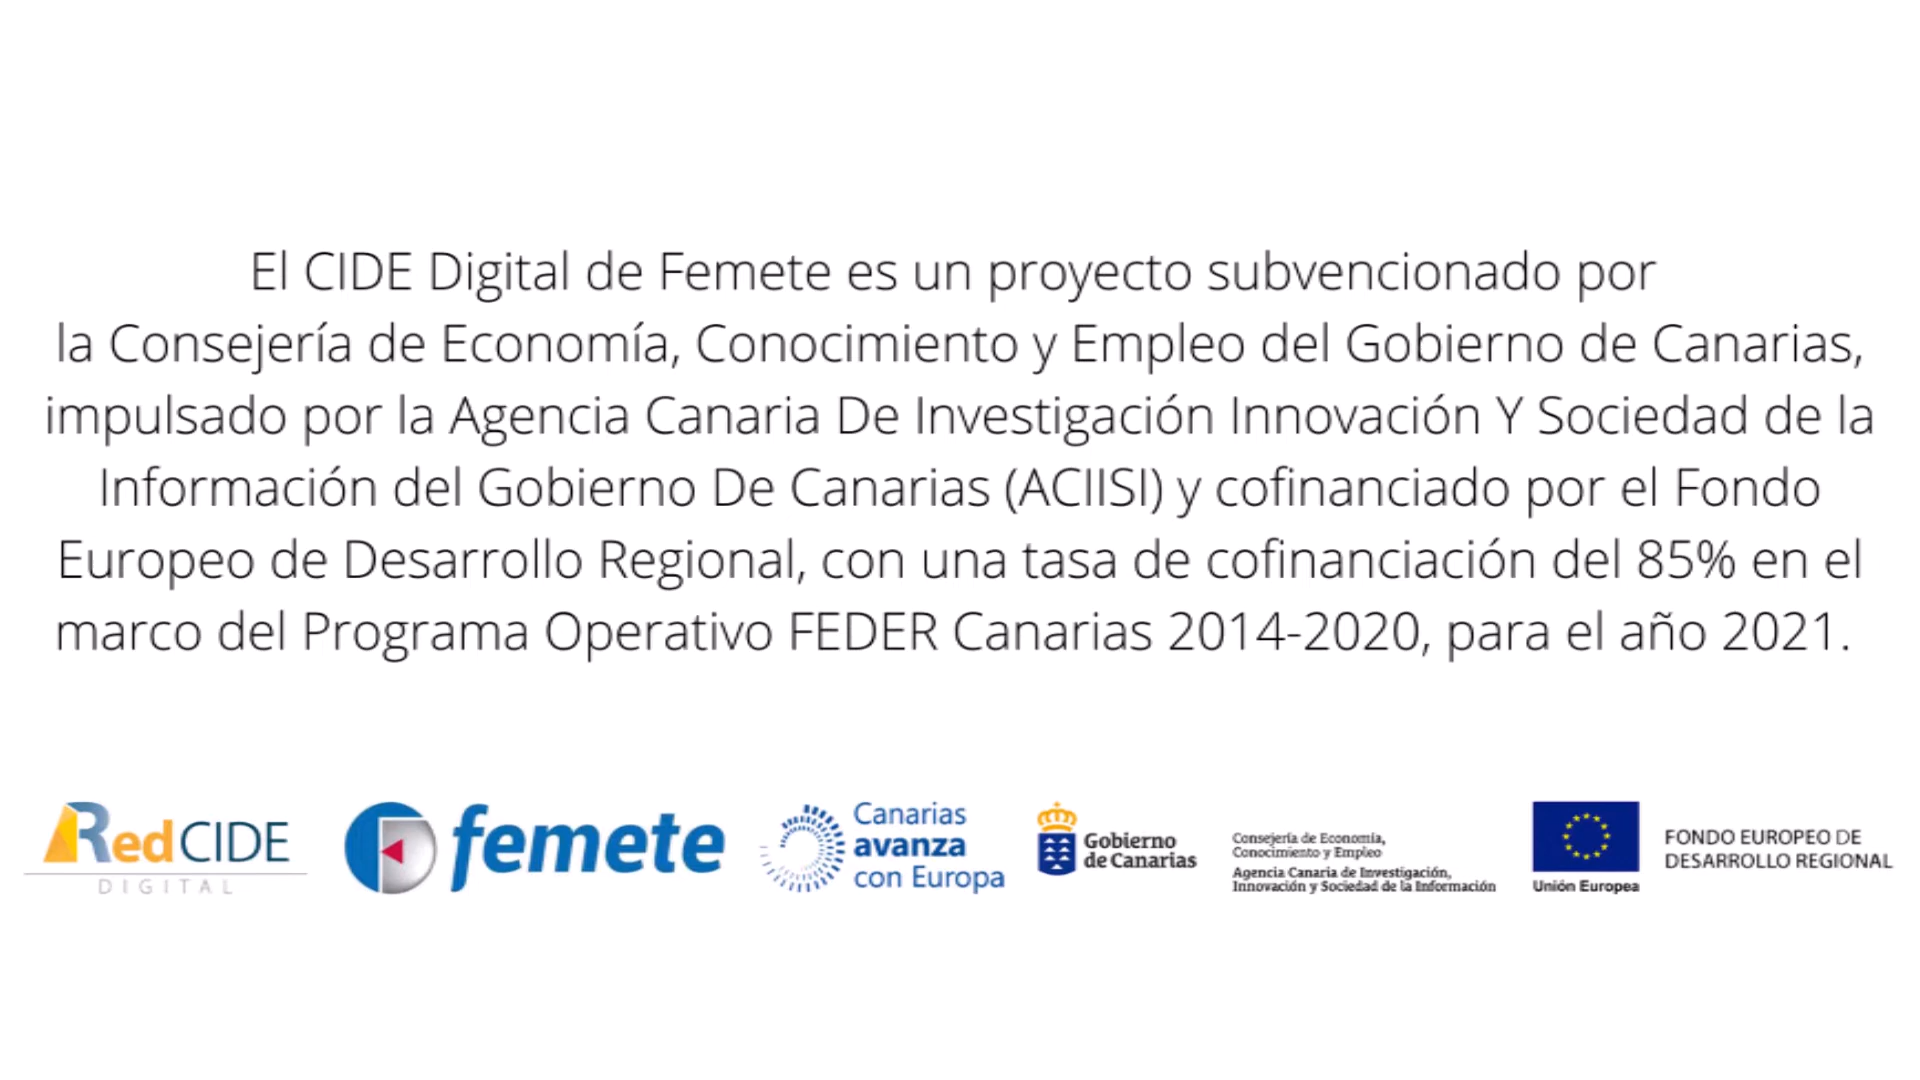 El CIDE Digital de Femete es un proyecto subvencionado por
la Consejería de Economía, Conocimiento y Empleo del Gobierno de Canarias,
impulsado por la Agencia Canaria De Investigación Innovación Y Sociedad de la
Información del Gobierno De Canarias (ACIISI) y cofinanciado por el Fondo
Europeo de Desarrollo Regional, con una tasa de cofinanciación del 85% en el
marco del Programa Operativo FEDER Canarias 2014-2020, para el año 2021.
RedCIDE
DIGITAL
femete
Canarias
avanza
con Europa
Gobierno
de Canarias
Consejería de Economía,
Conocimiento y Empleo
Agencia Canaria de Investigación,
Innovación y Sociedad de la Información
Unión Europea
FONDO EUROPEO DE
DESARROLLO REGIONAL